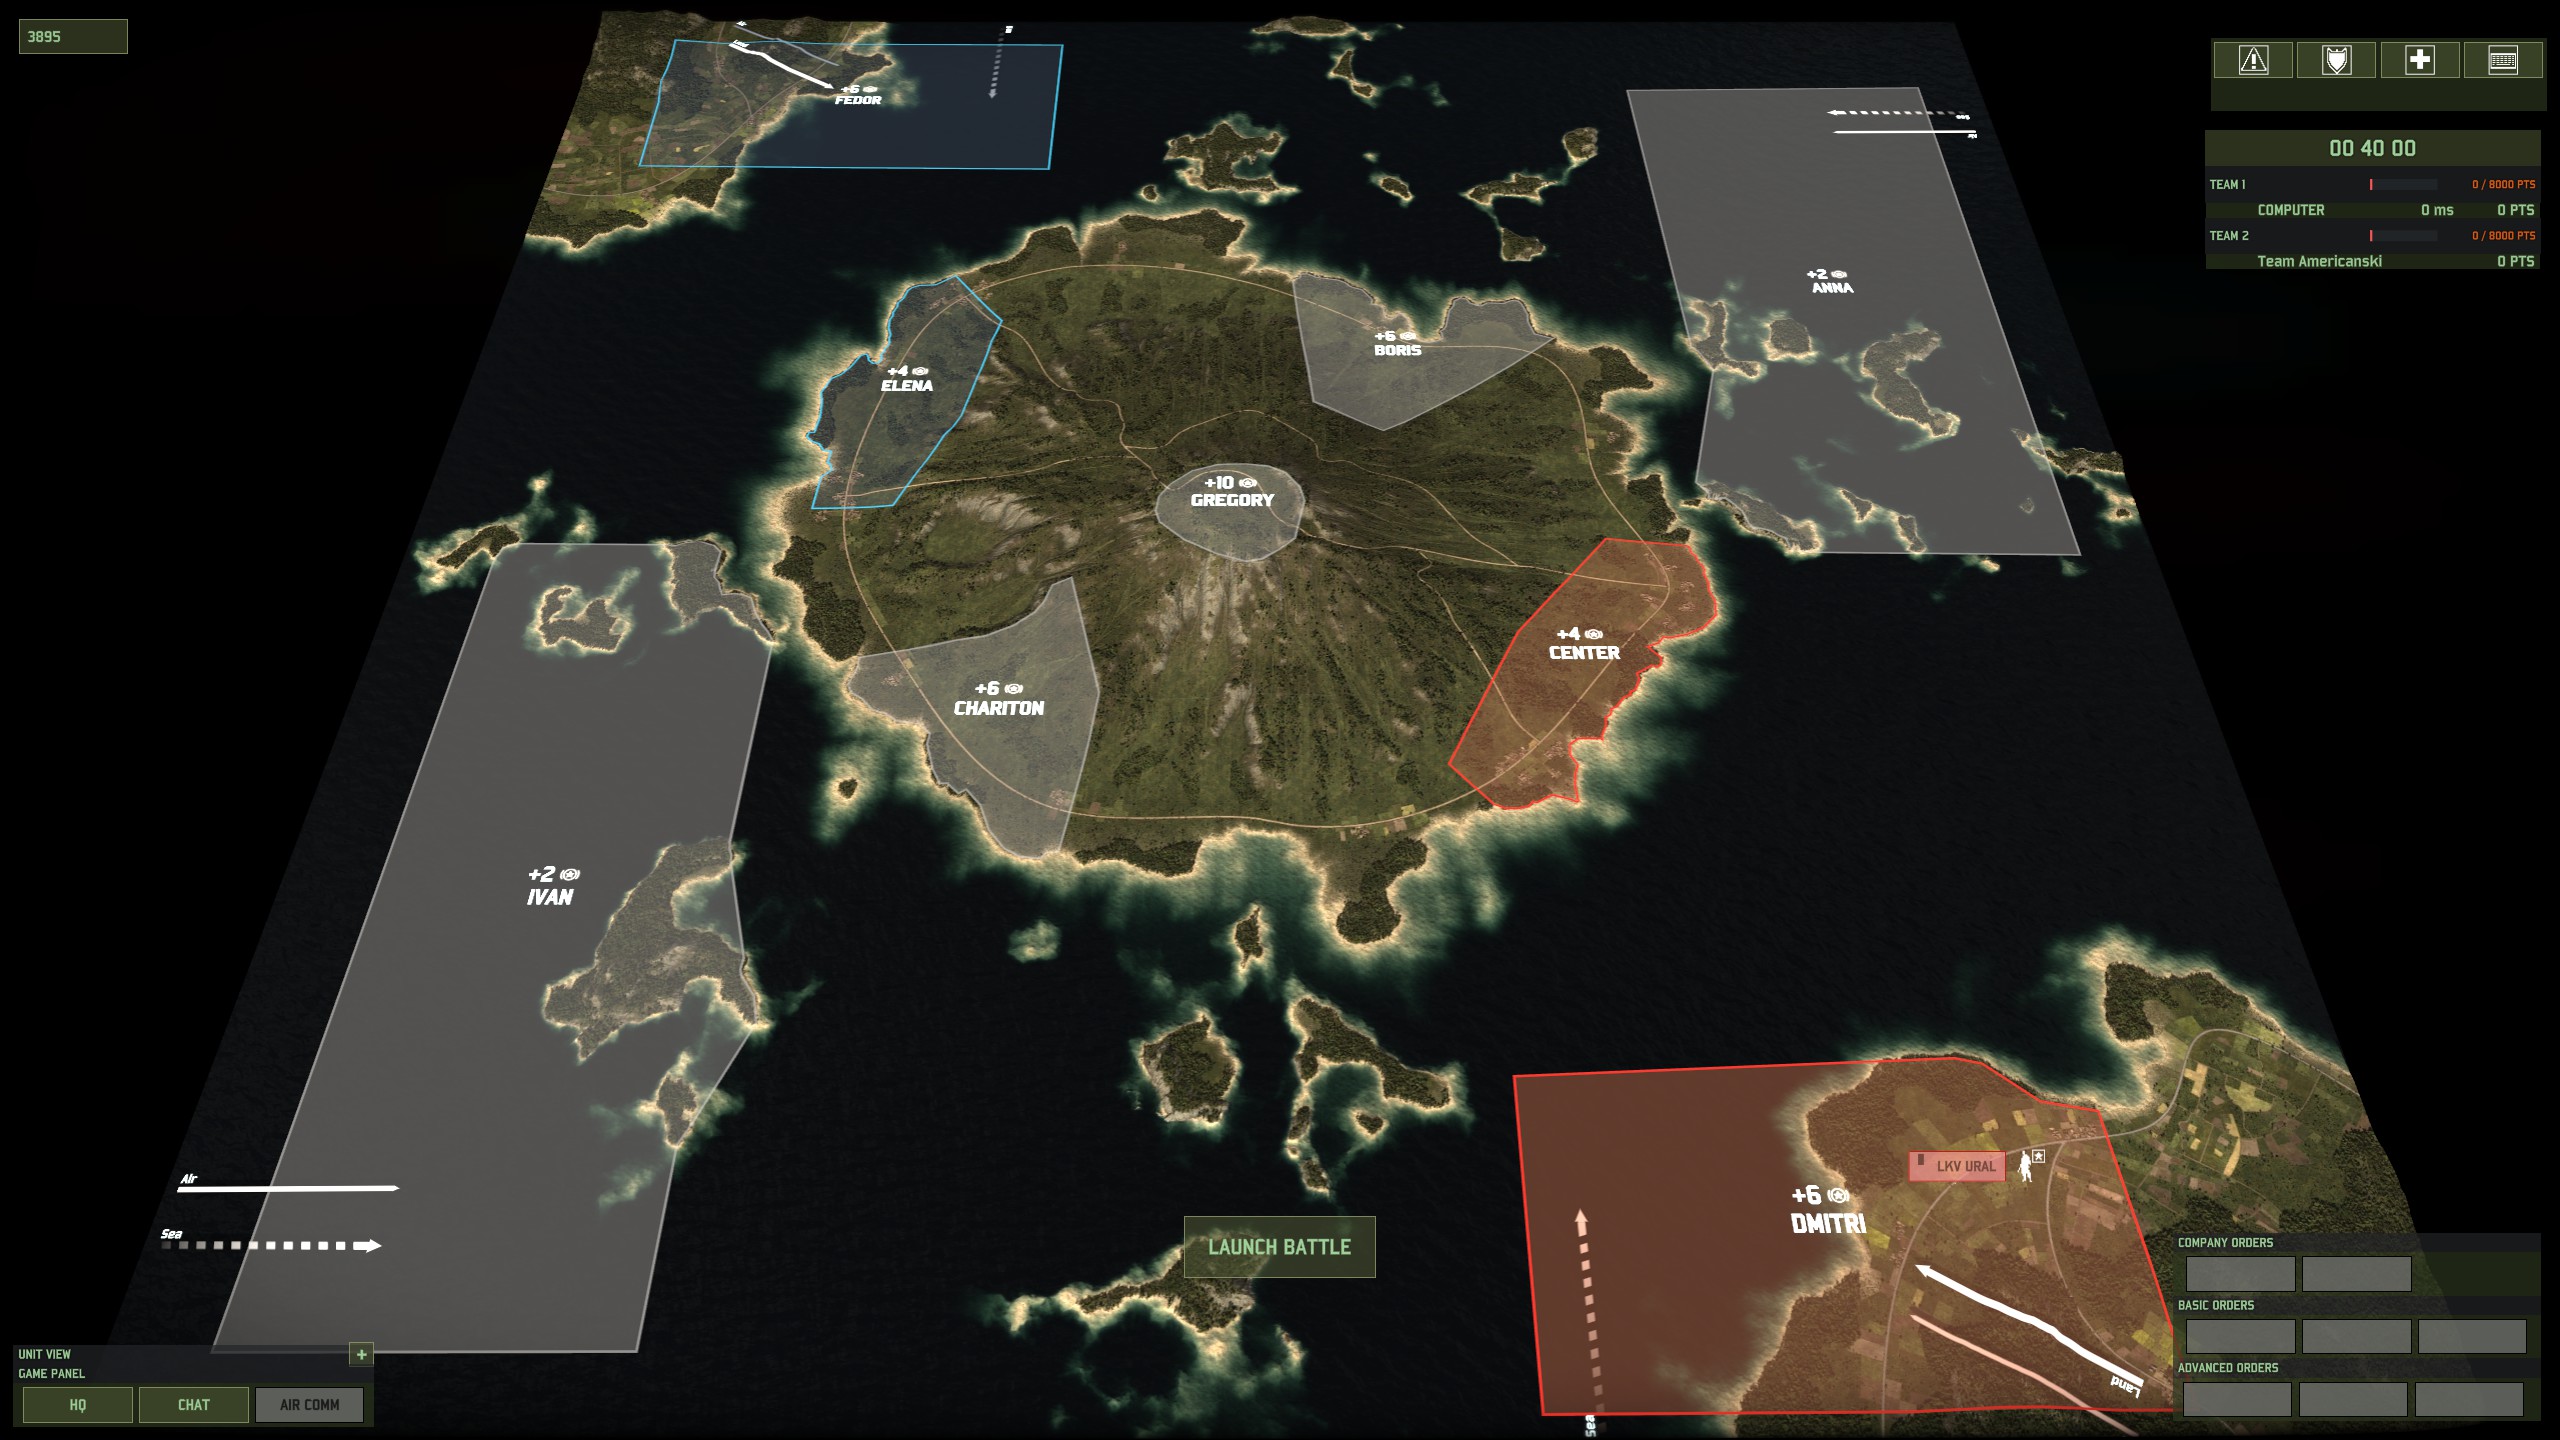 3895
00 40 00
TEAM 1 0 / 8000 PTS
COMPUTER 0 ms 0 PTS
TEAM 2 0 / 8000 PTS
Team Americanski 0 PTS
+6
FEDOR
+2
ANNA
+6
BORIS
+4
ELENA
+10
GREGORY
+4
CENTER
+6
CHARITON
+2
IVAN
Air
Sea
LKV URAL
+6
DMITRI
Land
Sea
LAUNCH BATTLE
UNIT VIEW +
GAME PANEL
HQ CHAT AIR COMM
COMPANY ORDERS
BASIC ORDERS
ADVANCED ORDERS